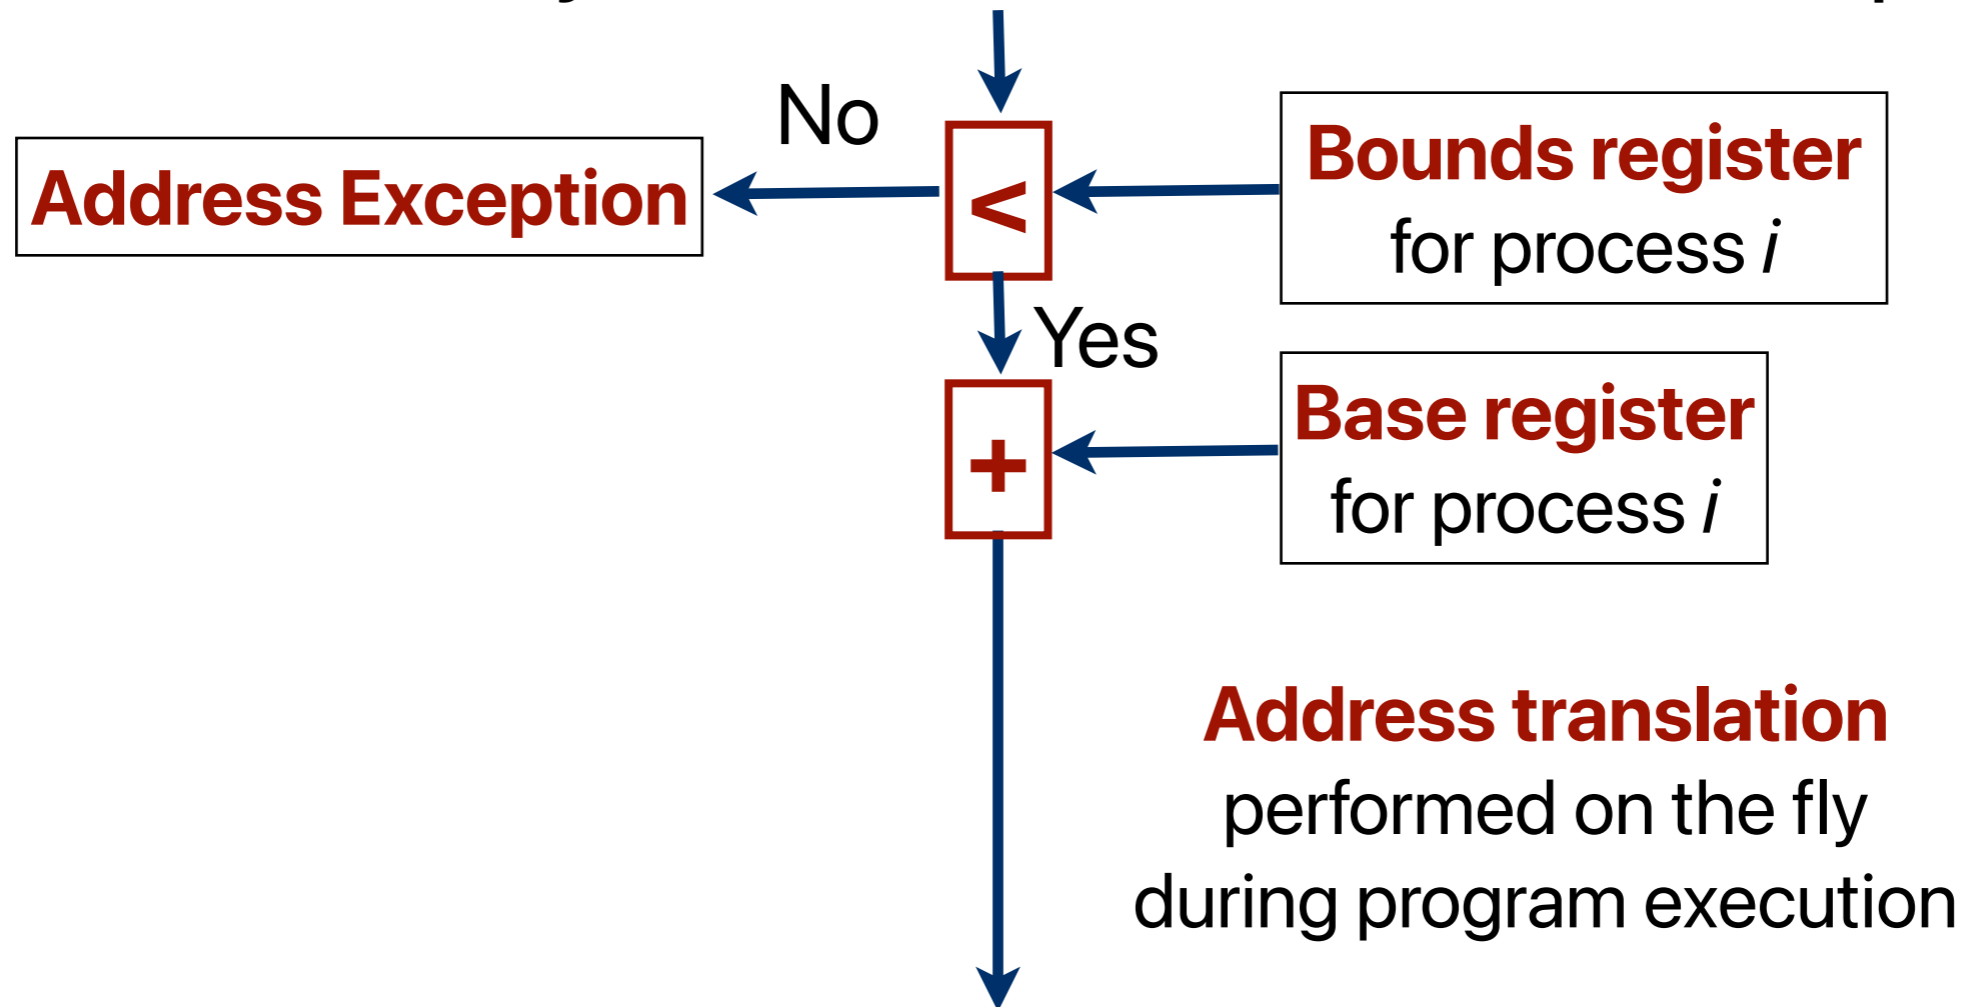 No
Address Exception
<
Bounds register
for process i
Yes
+
Base register
for process i
Address translation
performed on the fly
during program execution